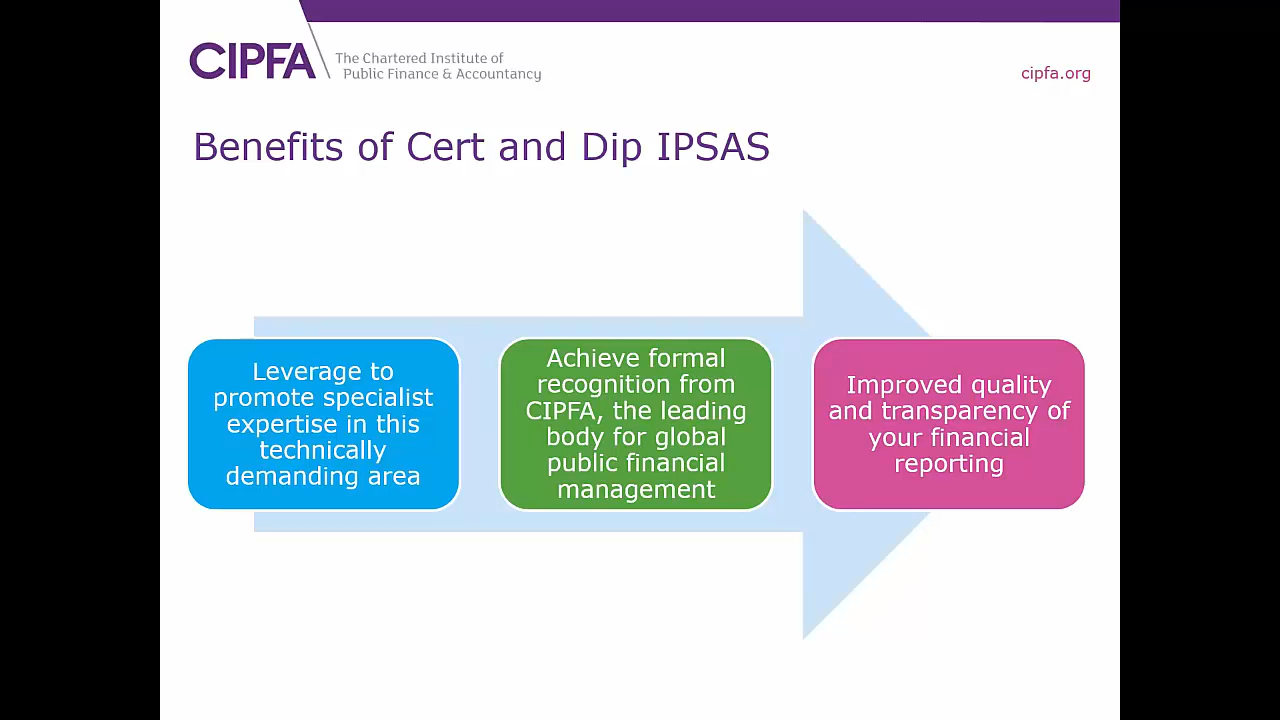 CIPFA
The Chartered Institute of
Public Finance & Accountancy
cipfa.org
Benefits of Cert and Dip IPSAS
Leverage to
promote specialist
expertise in this
technically
demanding area
Achieve formal
recognition from
CIPFA, the leading
body for global
public financial
management
Improved quality
and transparency of
your financial
reporting